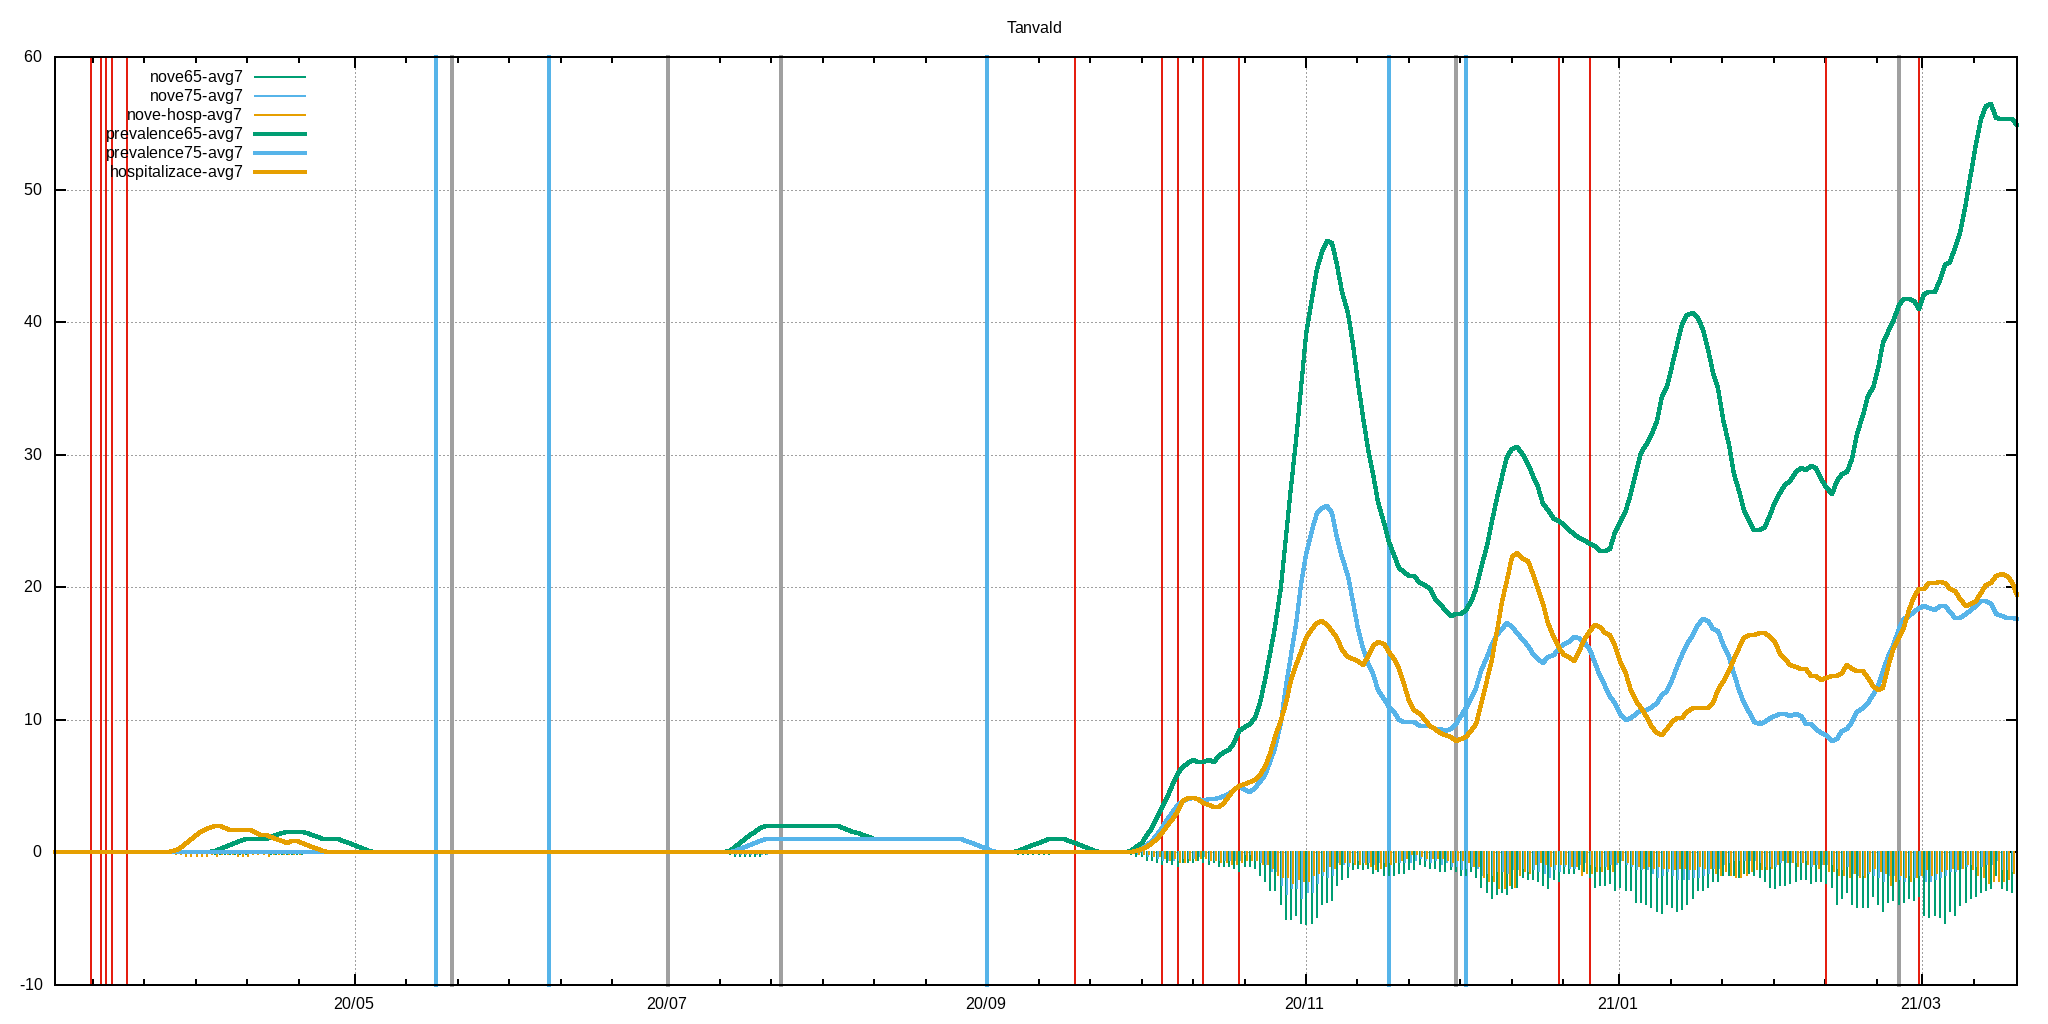 Tanvald
60
50
40
30
20
10
0
-10
nove65-avg7
nove75-avg7
nove-hosp-avg7
prevalence65-avg7
prevalence75-avg7
hospitalizace-avg7
20/05 20/07 20/09 20/11 21/01 21/03